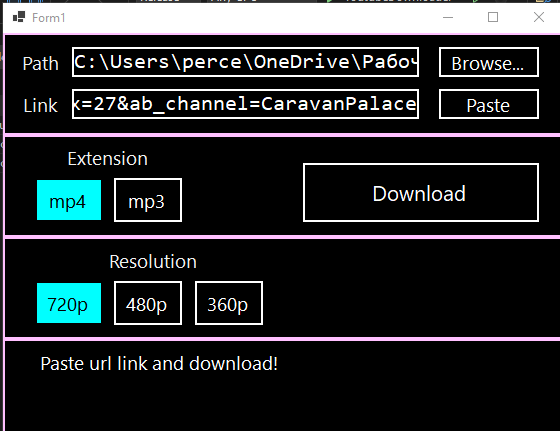 Form1
Path C:\Users\perce\OneDrive\Рабоч Browse...
Link x=27&ab_channel=CaravanPalace Paste
Extension
mp4 mp3 Download
Resolution
720p 480p 360p
Paste url link and download!